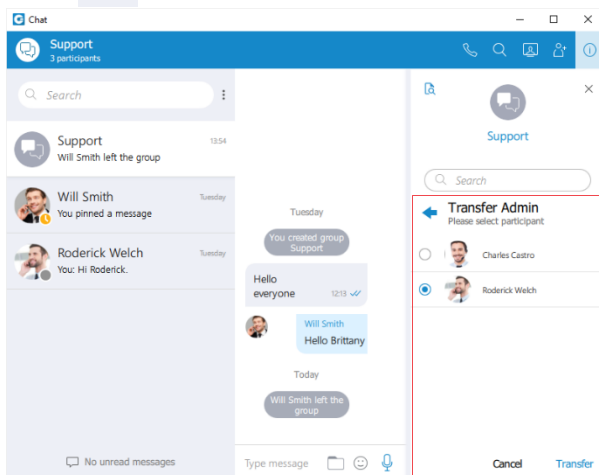 Chat
Support
3 participants
Search
Support
13:54
Will Smith left the group
Will Smith
Tuesday
You pinned a message
Roderick Welch
Tuesday
You: Hi Roderick.
No unread messages
Tuesday
You created group
Support
Hello
everyone
12:13
Will Smith
Hello Brittany
Today
Will Smith left the
group
Type message
Support
Search
Transfer Admin
Please select participant
Charles Castro
Roderick Welch
Cancel
Transfer